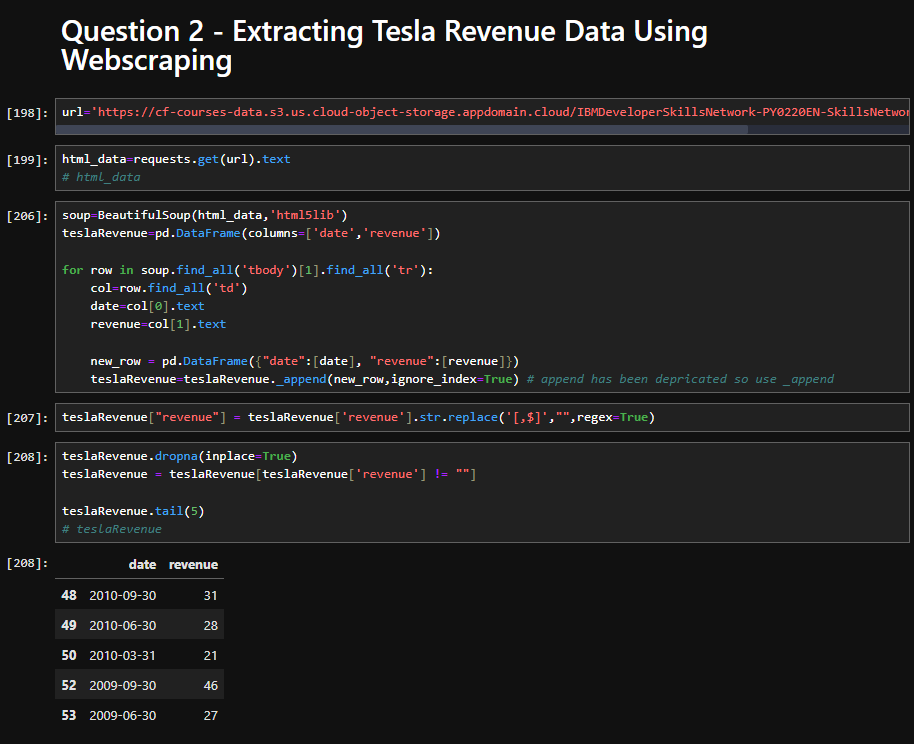 Question 2 - Extracting Tesla Revenue Data Using
Webscraping
[198]: url='https://cf-courses-data.s3.us.cloud-object-storage.appdomain.cloud/IBMDeveloperSkillsNetwork-PY0220EN-SkillsNetwor
[199]: html_data=requests.get(url).text
# html_data
[206]: soup=BeautifulSoup(html_data,'html5lib')
teslaRevenue=pd.DataFrame(columns=['date','revenue'])
for row in soup.find_all('tbody')[1].find_all('tr'):
    col=row.find_all('td')
    date=col[0].text
    revenue=col[1].text
    new_row = pd.DataFrame({"date":[date], "revenue":[revenue]})
    teslaRevenue=teslaRevenue._append(new_row,ignore_index=True) # append has been depricated so use _append
[207]: teslaRevenue["revenue"] = teslaRevenue['revenue'].str.replace('[,$]',"",regex=True)
[208]: teslaRevenue.dropna(inplace=True)
teslaRevenue = teslaRevenue[teslaRevenue['revenue'] != ""]
teslaRevenue.tail(5)
# teslaRevenue
[208]: date revenue
48 2010-09-30 31
49 2010-06-30 28
50 2010-03-31 21
52 2009-09-30 46
53 2009-06-30 27